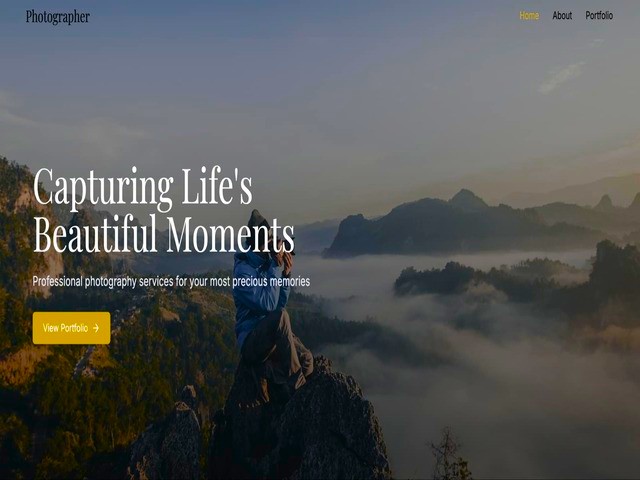 Photographer
Home About Portfolio
Capturing Life's
Beautiful Moments
Professional photography services for your most precious memories
View Portfolio →